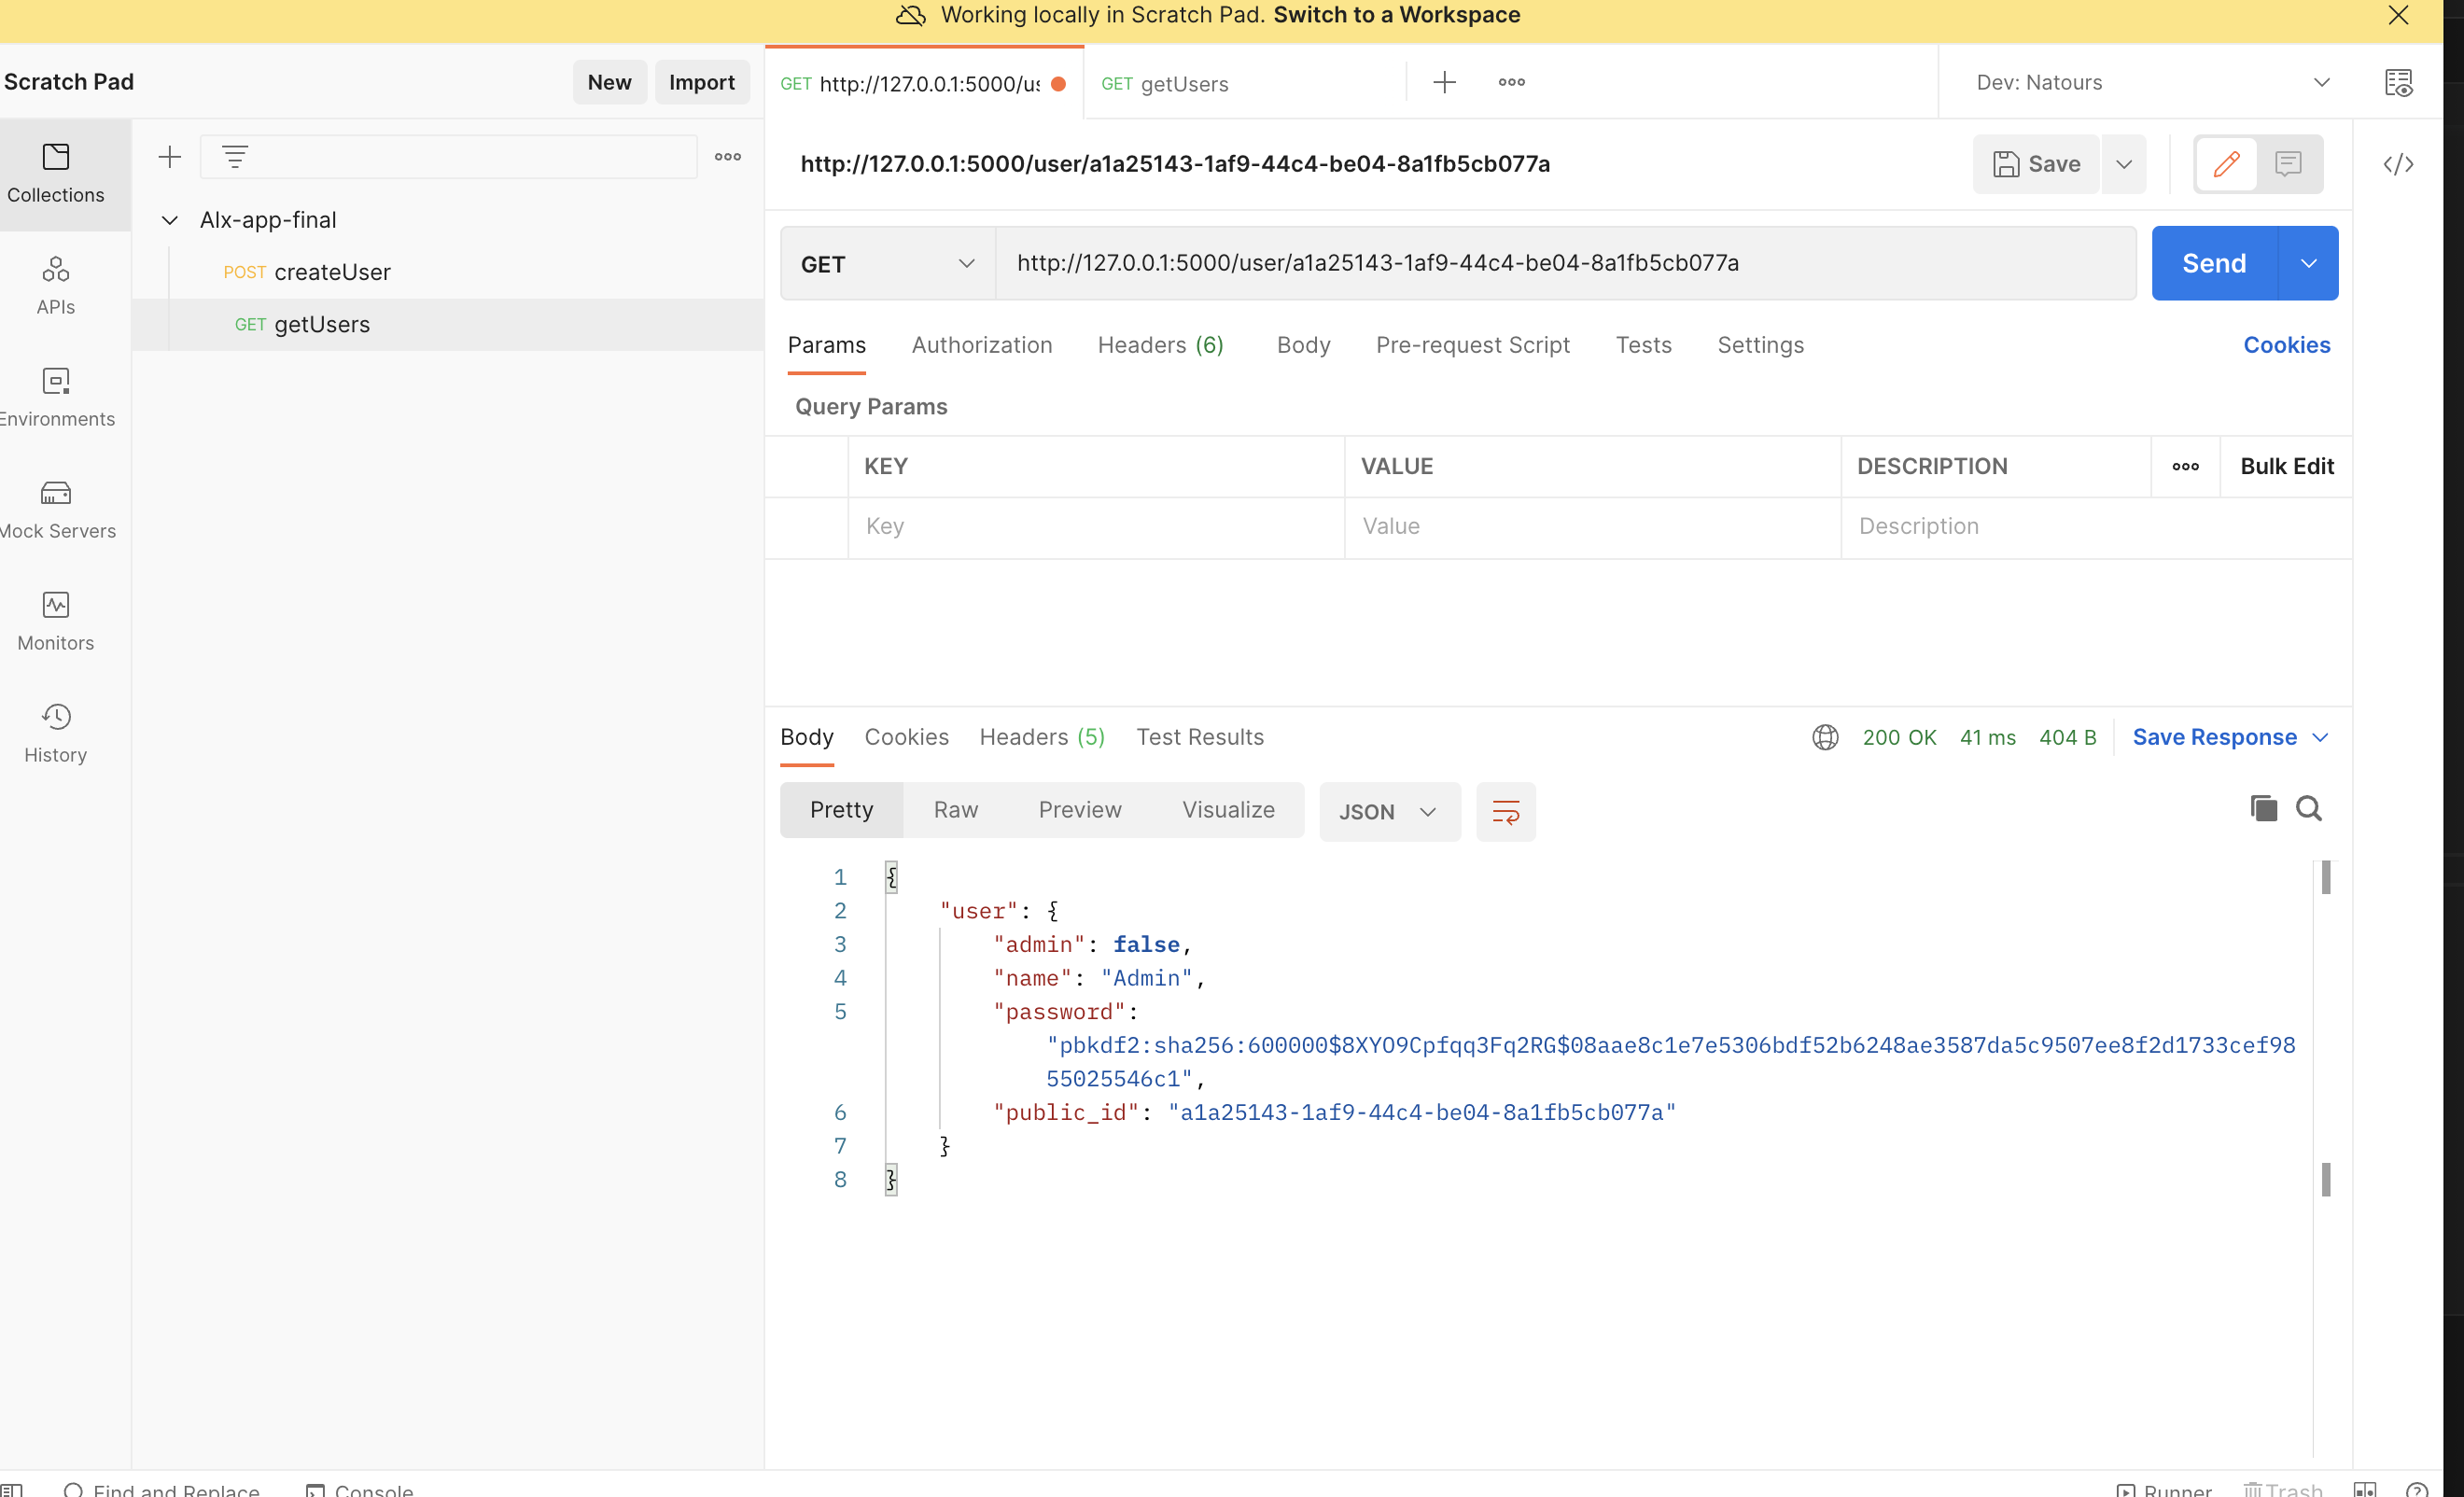 Working locally in Scratch Pad. Switch to a Workspace
Scratch Pad
New
Import
GET http://127.0.0.1:5000/us
GET getUsers
Dev: Natours
Collections
APIs
Environments
Mock Servers
Monitors
History
Alx-app-final
POST createUser
GET getUsers
http://127.0.0.1:5000/user/a1a25143-1af9-44c4-be04-8a1fb5cb077a
Save
GET
http://127.0.0.1:5000/user/a1a25143-1af9-44c4-be04-8a1fb5cb077a
Send
Params Authorization Headers (6) Body Pre-request Script Tests Settings Cookies
Query Params
KEY VALUE DESCRIPTION Bulk Edit
Key Value Description
Body Cookies Headers (5) Test Results 200 OK 41 ms 404 B Save Response
Pretty Raw Preview Visualize JSON
1 {
2 "user": {
3 "admin": false,
4 "name": "Admin",
5 "password":
"pbkdf2:sha256:600000$8XYO9Cpfqq3Fq2RG$08aae8c1e7e5306bdf52b6248ae3587da5c9507ee8f2d1733cef98
55025546c1",
6 "public_id": "a1a25143-1af9-44c4-be04-8a1fb5cb077a"
7 }
8 }
Find and Replace Console Runner Trash